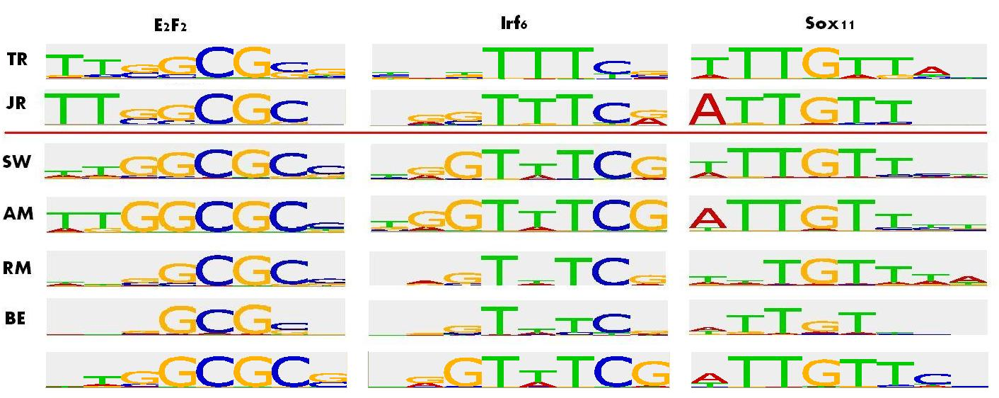 E2F2 Irf6 Sox11
TR
JR
SW
AM
RM
BE